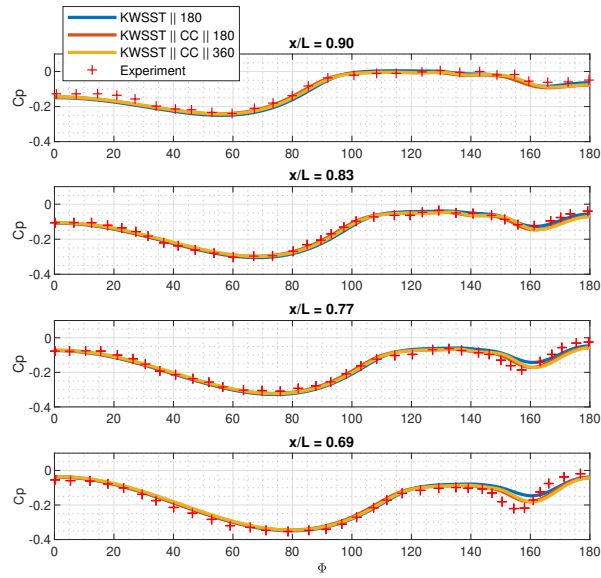 KWSST || 180
KWSST || CC || 180
KWSST || CC || 360
Experiment
x/L = 0.90
Cp
0
-0.2
-0.4
0 20 40 60 80 100 120 140 160 180
x/L = 0.83
Cp
0
-0.2
-0.4
0 20 40 60 80 100 120 140 160 180
x/L = 0.77
Cp
0
-0.2
-0.4
0 20 40 60 80 100 120 140 160 180
x/L = 0.69
Cp
0
-0.2
-0.4
0 20 40 60 80 100 120 140 160 180
Φ